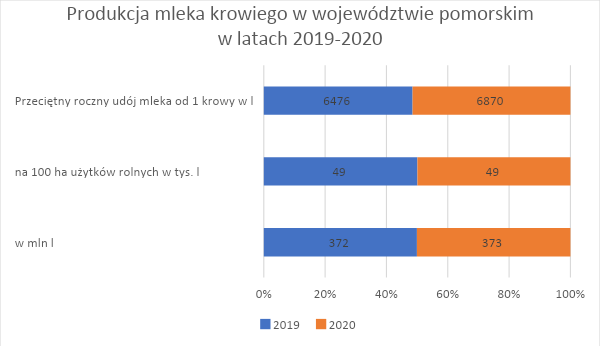 Produkcja mleka krowiego w województwie pomorskim
w latach 2019-2020
Przeciętny roczny udój mleka od 1 krowy w l
6476
6870
na 100 ha użytków rolnych w tys. l
49
49
w mln l
372
373
0%
20%
40%
60%
80%
100%
2019
2020